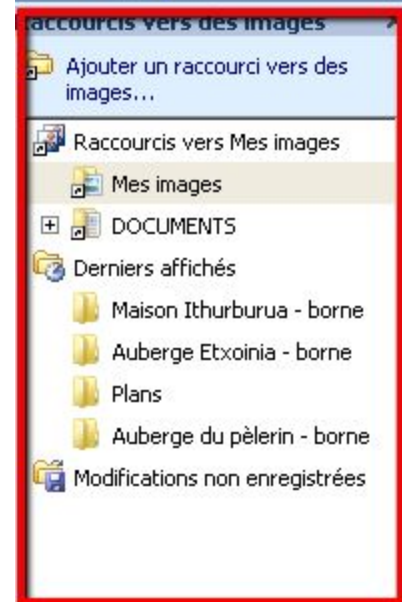 Raccourcis vers des images
Ajouter un raccourci vers des
images...
Raccourcis vers Mes images
Mes images
DOCUMENTS
Derniers affichés
Maison Ithurburua - borne
Auberge Etxoinia - borne
Plans
Auberge du pèlerin - borne
Modifications non enregistrées